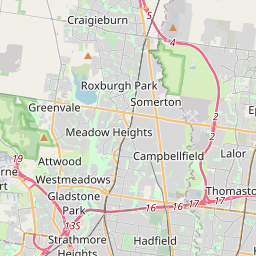 Craigieburn
5
4
Roxburgh Park
Somerton
Greenvale
2
2
Meadow Heights
19
Attwood
Campbellfield
Lalor
Westmeadows
Gladstone
Park
16
16
17
17
13S
Strathmore
Heights
Hadfield